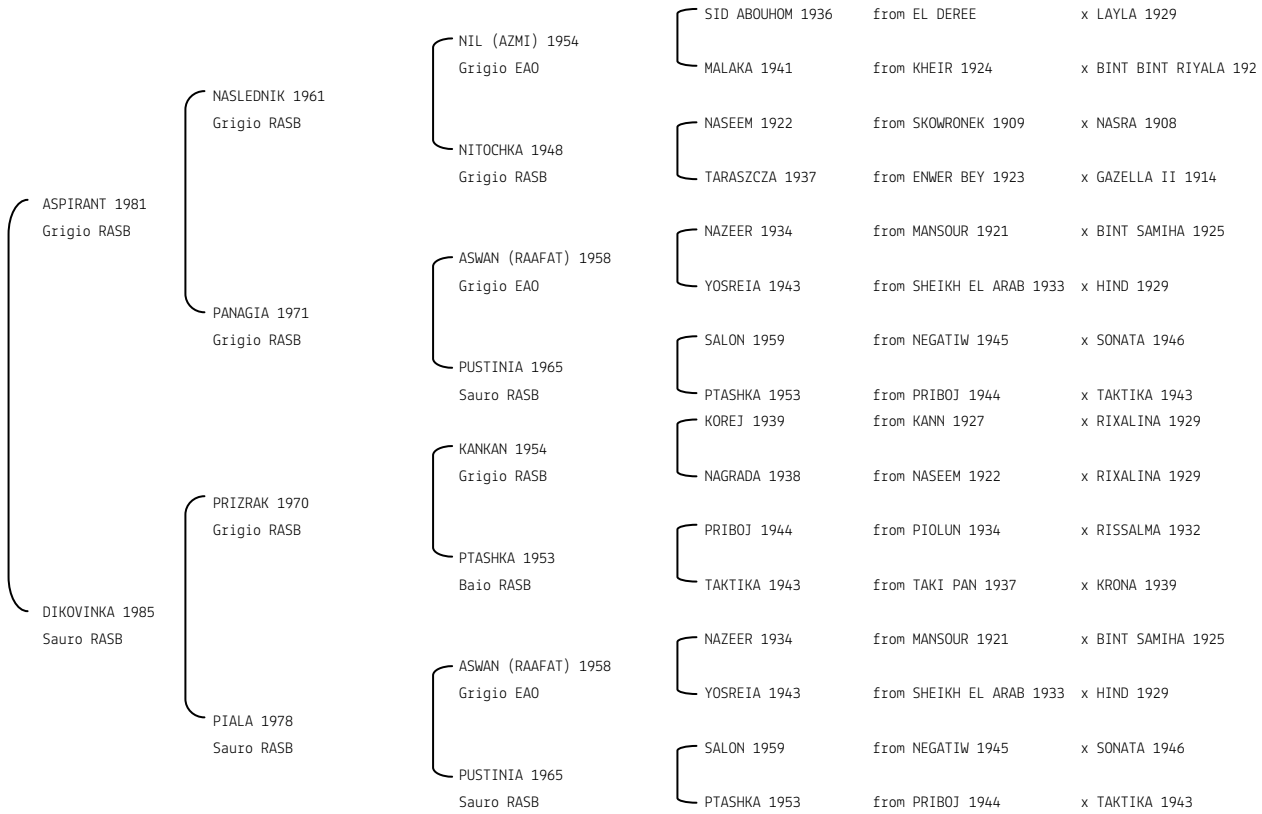 SID ABOUHOM 1936 from EL DEREE x LAYLA 1929
NIL (AZMI) 1954
Grigio EAO
MALAKA 1941 from KHEIR 1924 x BINT BINT RIYALA 192
NASLEDNIK 1961
Grigio RASB
NASEEM 1922 from SKOWRONEK 1909 x NASRA 1908
NITOCHKA 1948
Grigio RASB
TARASZCZA 1937 from ENWER BEY 1923 x GAZELLA II 1914
ASPIRANT 1981
Grigio RASB
NAZEER 1934 from MANSOUR 1921 x BINT SAMIHA 1925
ASWAN (RAAFAT) 1958
Grigio EAO
YOSREIA 1943 from SHEIKH EL ARAB 1933 x HIND 1929
PANAGIA 1971
Grigio RASB
SALON 1959 from NEGATIW 1945 x SONATA 1946
PUSTINIA 1965
Sauro RASB
PTASHKA 1953 from PRIBOJ 1944 x TAKTIKA 1943
KOREJ 1939 from KANN 1927 x RIXALINA 1929
KANKAN 1954
Grigio RASB
NAGRADA 1938 from NASEEM 1922 x RIXALINA 1929
PRIZRAK 1970
Grigio RASB
PRIBOJ 1944 from PIOLUN 1934 x RISSALMA 1932
PTASHKA 1953
Baio RASB
TAKTIKA 1943 from TAKI PAN 1937 x KRONA 1939
DIKOVINKA 1985
Sauro RASB
NAZEER 1934 from MANSOUR 1921 x BINT SAMIHA 1925
ASWAN (RAAFAT) 1958
Grigio EAO
YOSREIA 1943 from SHEIKH EL ARAB 1933 x HIND 1929
PIALA 1978
Sauro RASB
SALON 1959 from NEGATIW 1945 x SONATA 1946
PUSTINIA 1965
Sauro RASB
PTASHKA 1953 from PRIBOJ 1944 x TAKTIKA 1943